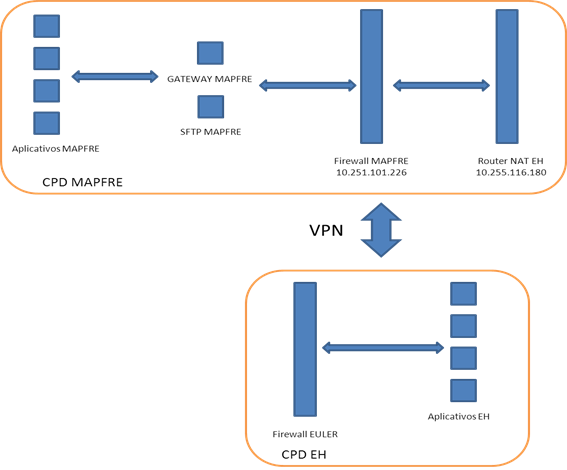 GATEWAY MAPFRE
SFTP MAPFRE
Aplicativos MAPFRE
Firewall MAPFRE
10.251.101.226
Router NAT EH
10.255.116.180
CPD MAPFRE
VPN
Aplicativos EH
Firewall EULER
CPD EH